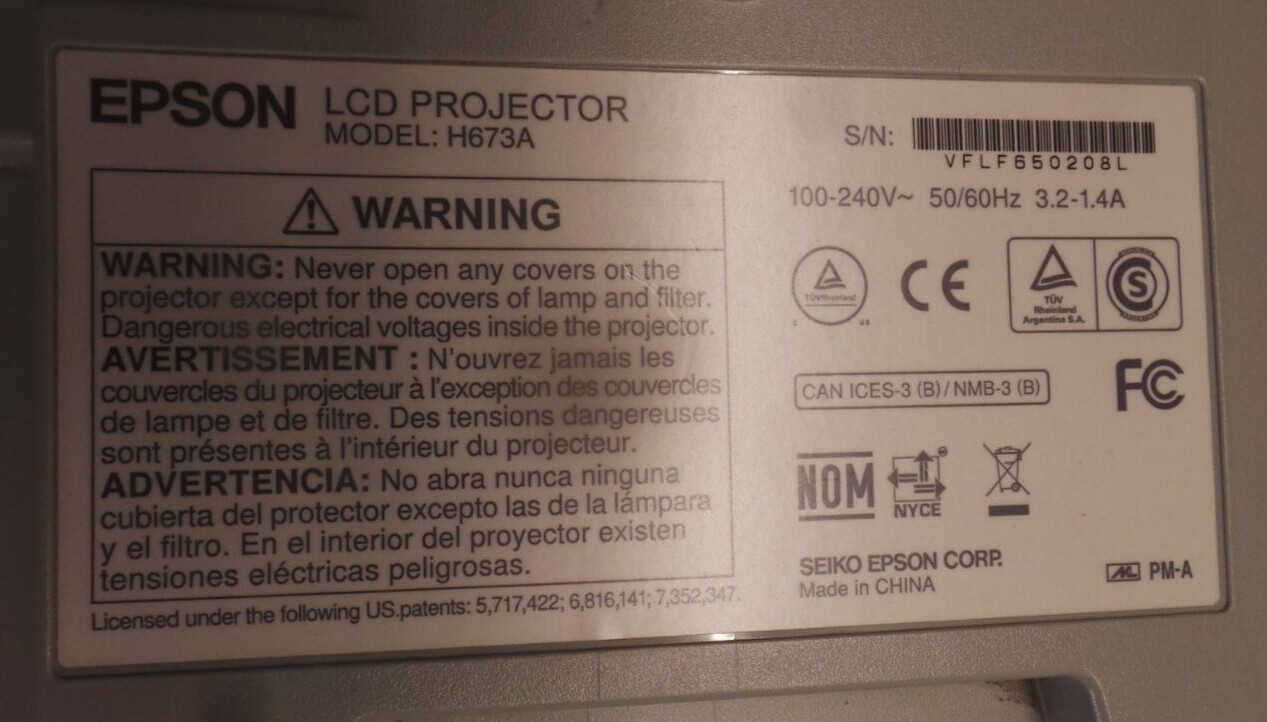 EPSON LCD PROJECTOR
MODEL: H673A
WARNING
WARNING: Never open any covers on the
projector except for the covers of lamp and filter.
Dangerous electrical voltages inside the projector.
AVERTISSEMENT : N'ouvrez jamais les
couvercles du projecteur à l'exception des couvercles
de lampe et de filtre. Des tensions dangereuses
sont présentes à l'intérieur du projecteur.
ADVERTENCIA: No abra nunca ninguna
cubierta del protector excepto las de la lámpara
y el filtro. En el interior del proyector existen
tensiones eléctricas peligrosas.
Licensed under the following US.patents: 5,717,422; 6,816,141; 7,352,347.
S/N:
VFLF650208L
100-240V~ 50/60Hz 3.2-1.4A
TÜVRheinland
C US
CE
TÜV
Rheinland
Argentina S.A.
S
CAN ICES-3 (B) / NMB-3 (B)
FC
NOM
NYCE
SEIKO EPSON CORP.
Made in CHINA
PM-A